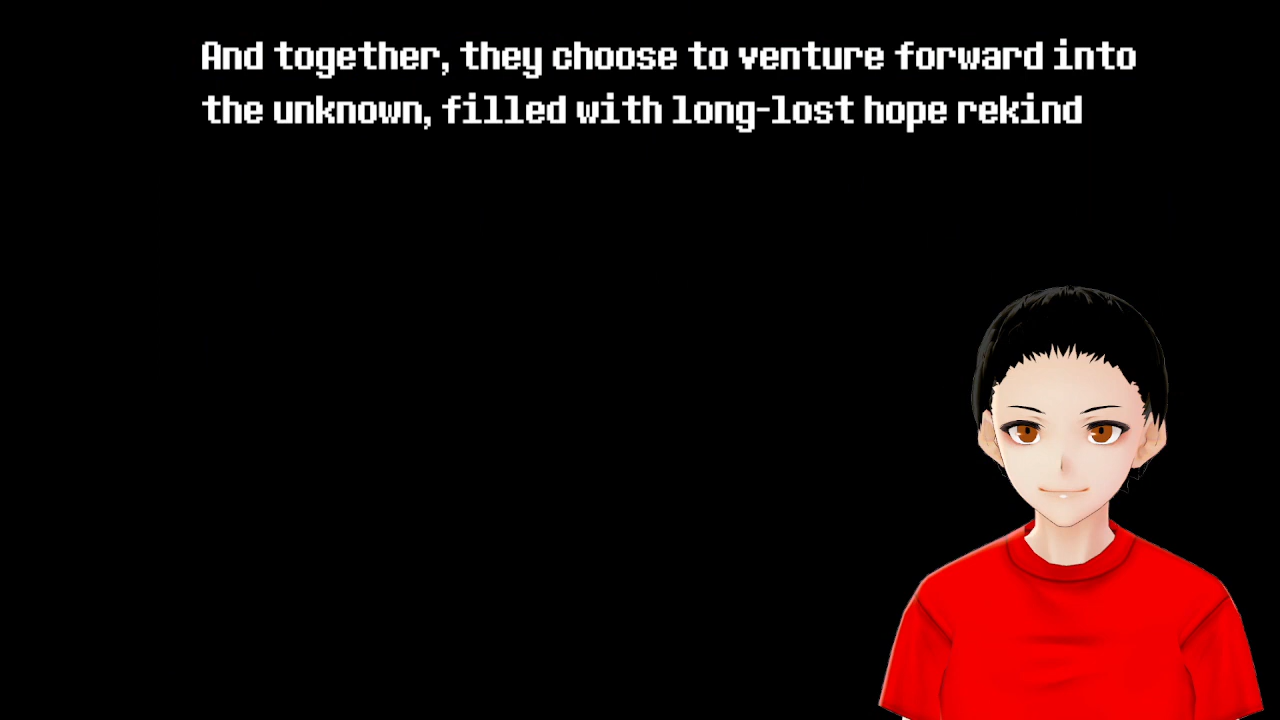 And together, they choose to venture forward into
the unknown, filled with long-lost hope rekind